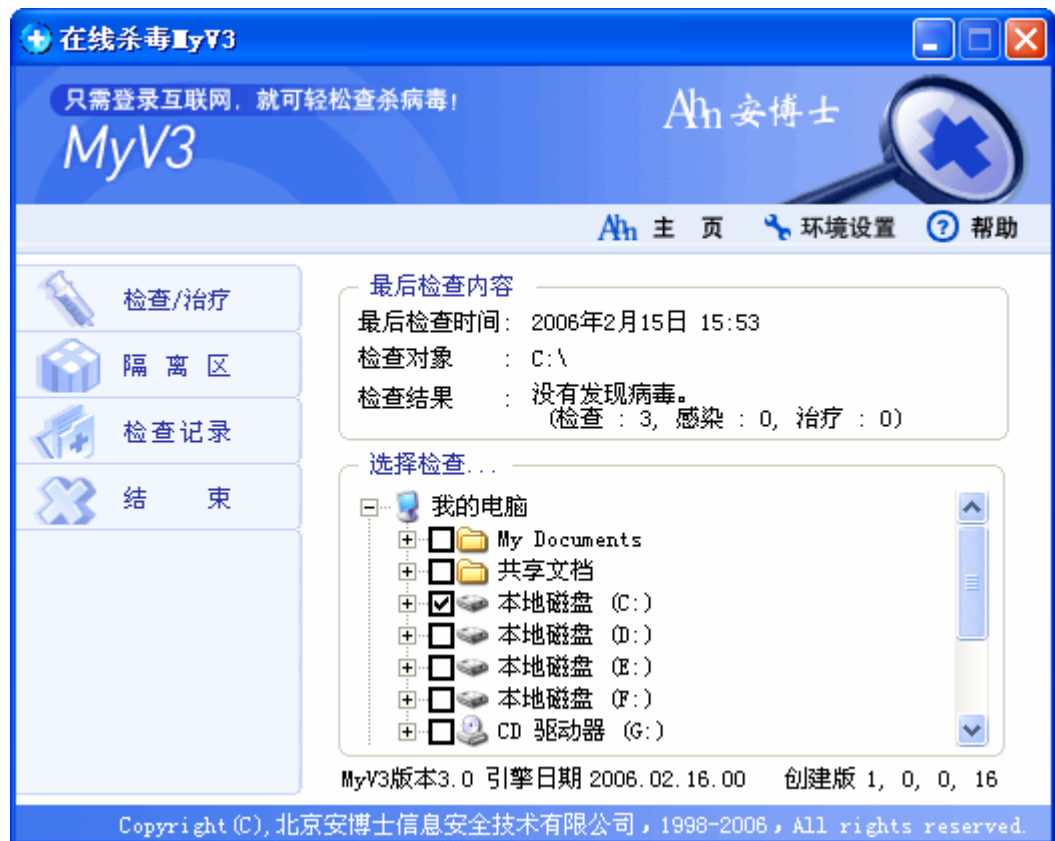 在线杀毒MyV3
只需登录互联网，就可轻松查杀病毒!
MyV3
Ahn 安博士
Ahn 主 页 环境设置 ? 帮助
检查/治疗
隔 离 区
检查记录
结 束
最后检查内容
最后检查时间: 2006年2月15日 15:53
检查对象 : C:\
检查结果 : 没有发现病毒。
(检查 : 3, 感染 : 0, 治疗 : 0)
选择检查...
我的电脑
My Documents
共享文档
本地磁盘 (C:)
本地磁盘 (D:)
本地磁盘 (E:)
本地磁盘 (F:)
CD 驱动器 (G:)
MyV3版本3.0 引擎日期 2006.02.16.00 创建版 1, 0, 0, 16
Copyright(C),北京安博士信息安全技术有限公司，1998-2006，All rights reserved.